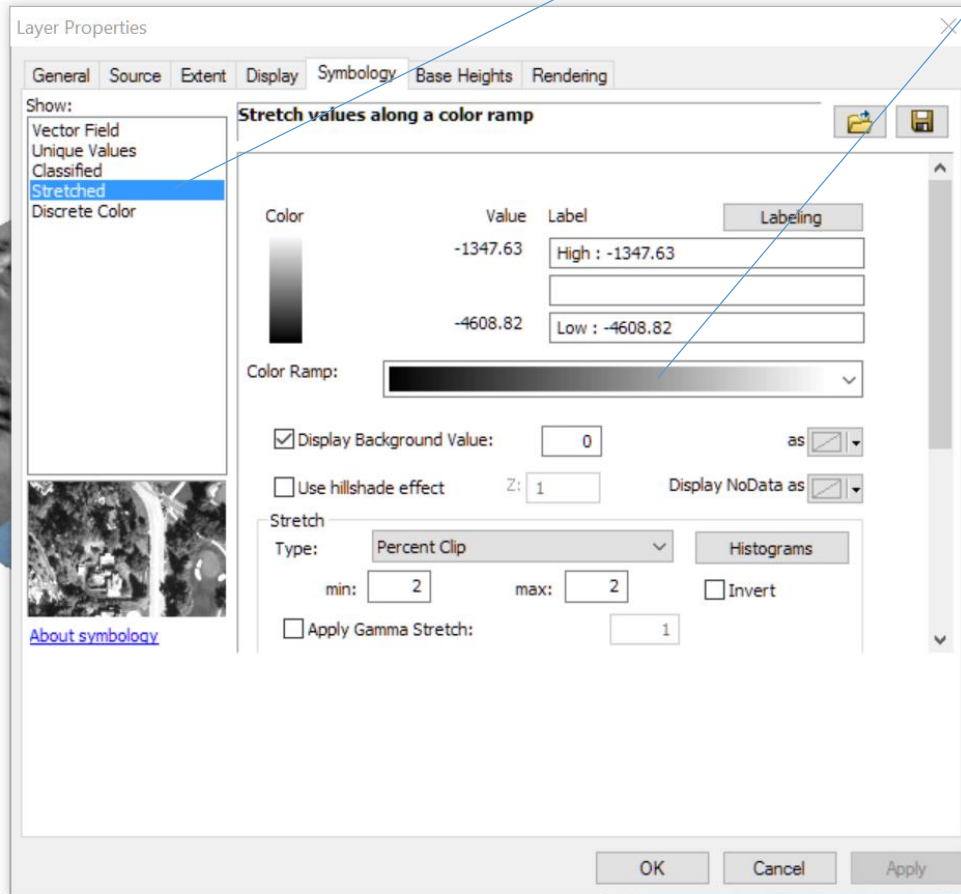 Layer Properties
General Source Extent Display Symbology Base Heights Rendering
Show:
Vector Field
Unique Values
Classified
Stretched
Discrete Color
About symbology
Stretch values along a color ramp
Color Value Label Labeling
-1347.63 High : -1347.63
-4608.82 Low : -4608.82
Color Ramp:
Display Background Value: 0 as
Use hillshade effect Z: 1 Display NoData as
Stretch
Type: Percent Clip Histograms
min: 2 max: 2 Invert
Apply Gamma Stretch: 1
OK Cancel Apply